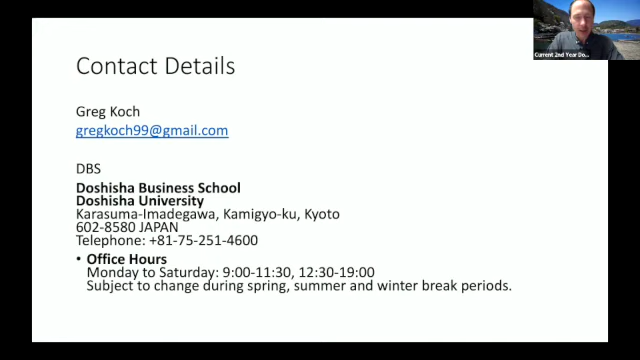 Contact Details
Greg Koch
gregkoch99@gmail.com
DBS
Doshisha Business School
Doshisha University
Karasuma-Imadegawa, Kamigyo-ku, Kyoto
602-8580 JAPAN
Telephone: +81-75-251-4600
• Office Hours
Monday to Saturday: 9:00-11:30, 12:30-19:00
Subject to change during spring, summer and winter break periods.
Current 2nd Year Do...